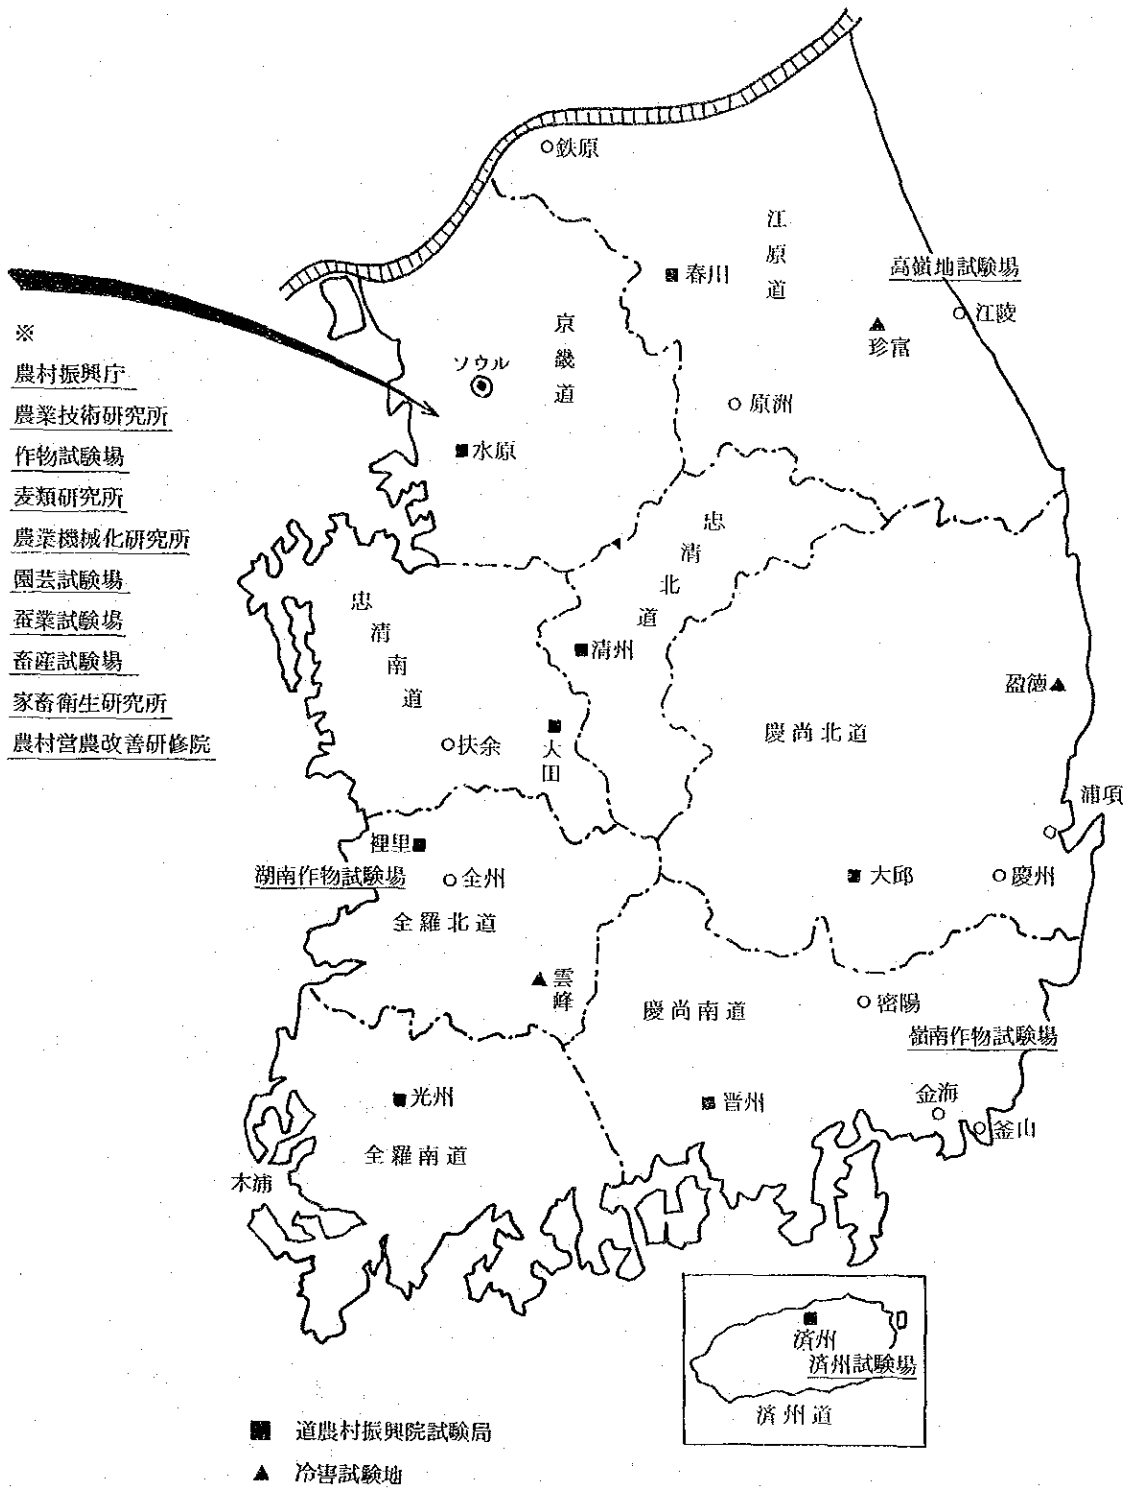 鉄原
江原道
春川
高嶺地試験場
江陵
珍富
京畿道
ソウル
原洲
水原
※
農村振興庁
農業技術研究所
作物試験場
麦類研究所
農業機械化研究所
園芸試験場
蚕業試験場
畜産試験場
家畜衛生研究所
農村営農改善研修院
忠清北道
忠清南道
清州
盈徳
慶尚北道
扶余
大田
浦項
裡里
湖南作物試験場
全州
大邱
慶州
全羅北道
雲峰
慶尚南道
密陽
嶺南作物試験場
光州
晋州
金海
釜山
全羅南道
木浦
済州
済州試験場
済州道
■ 道農村振興院試験局
▲ 冷害試験地